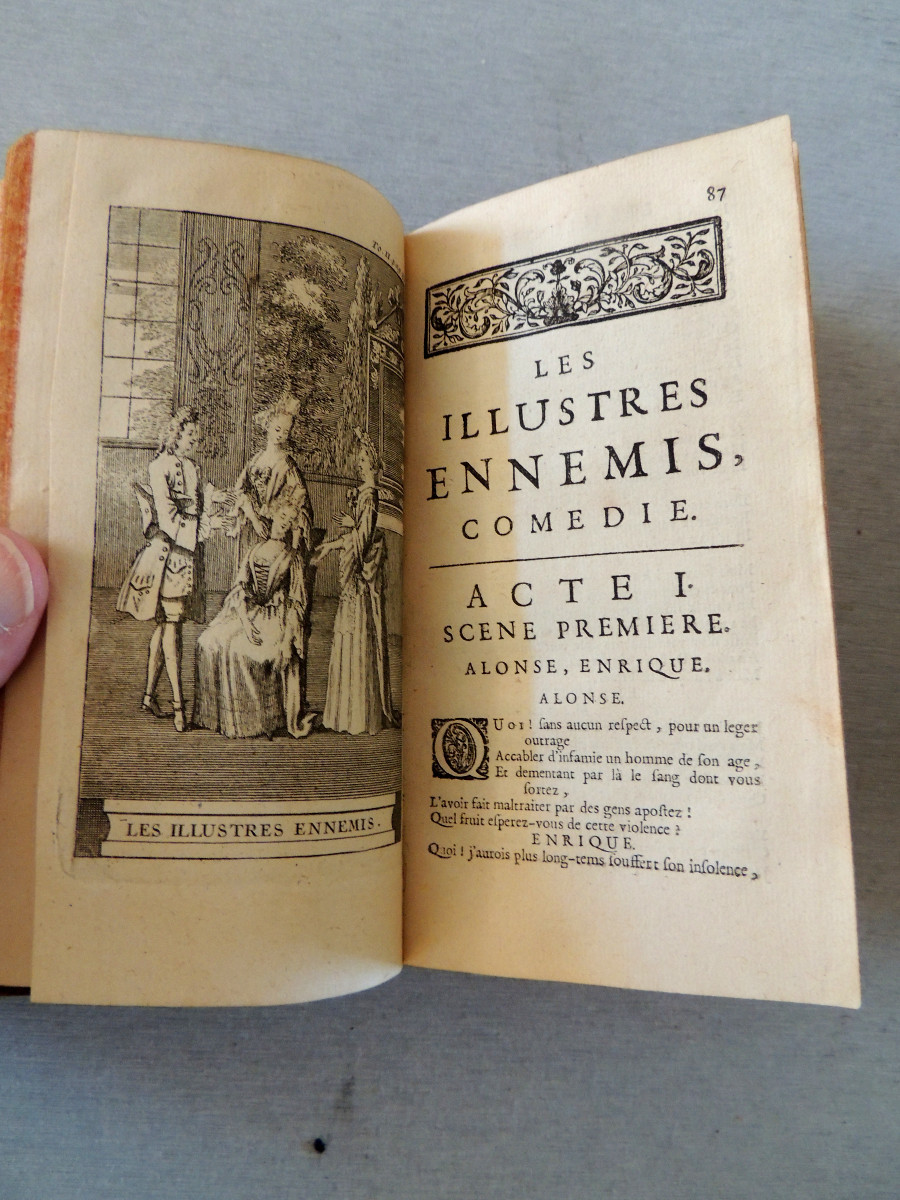 LES ILLUSTRES ENNEMIS.
87
LES
ILLUSTRES
ENNEMIS,
COMEDIE.
ACTE I.
SCENE PREMIERE.
ALONSE, ENRIQUE.
ALONSE.
QUOI! ſans aucun reſpect, pour un leger
outrage
Accabler d'infamie un homme de ſon age,
Et dementant par là le ſang dont vous
ſortez,
L'avoir fait maltraiter par des gens apoſtez!
Quel fruit eſperez-vous de cette violence?
ENRIQUE.
Quoi! j'aurois plus long-tems ſouffert ſon inſolence,